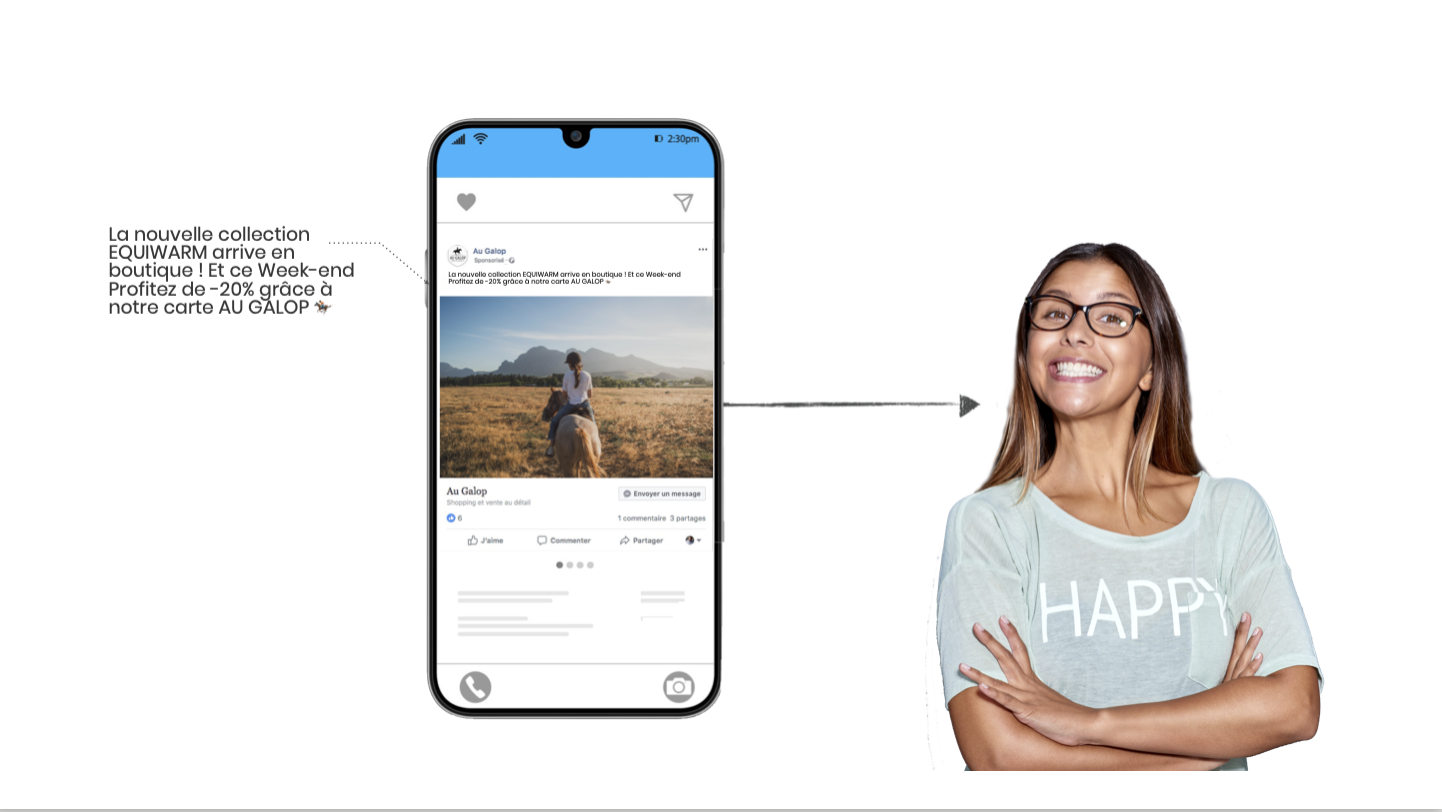 La nouvelle collection
EQUIWARM arrive en
boutique ! Et ce Week-end
Profitez de -20% grâce à
notre carte AU GALOP 🏇
2:30pm
Au Galop
Sponsorisé ·
La nouvelle collection EQUIWARM arrive en boutique ! Et ce Week-end
Profitez de -20% grâce à notre carte AU GALOP 🏇
Au Galop
Shopping et vente au détail
Envoyer un message
6
1 commentaire 3 partages
J'aime
Commenter
Partager
HAPPY